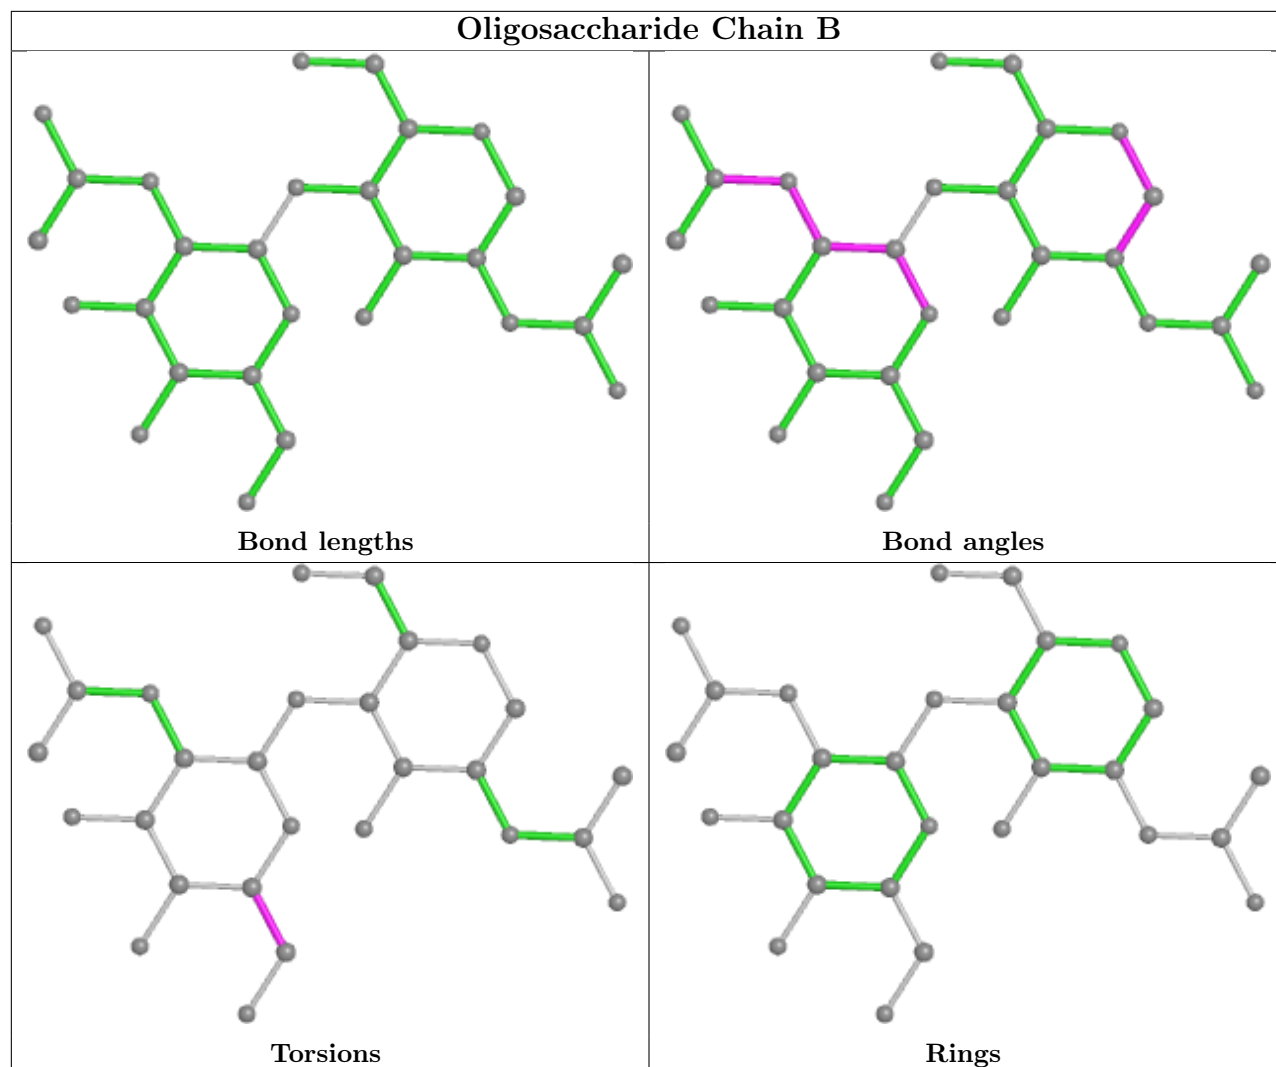 Oligosaccharide Chain B
Bond lengths
Bond angles
Torsions
Rings